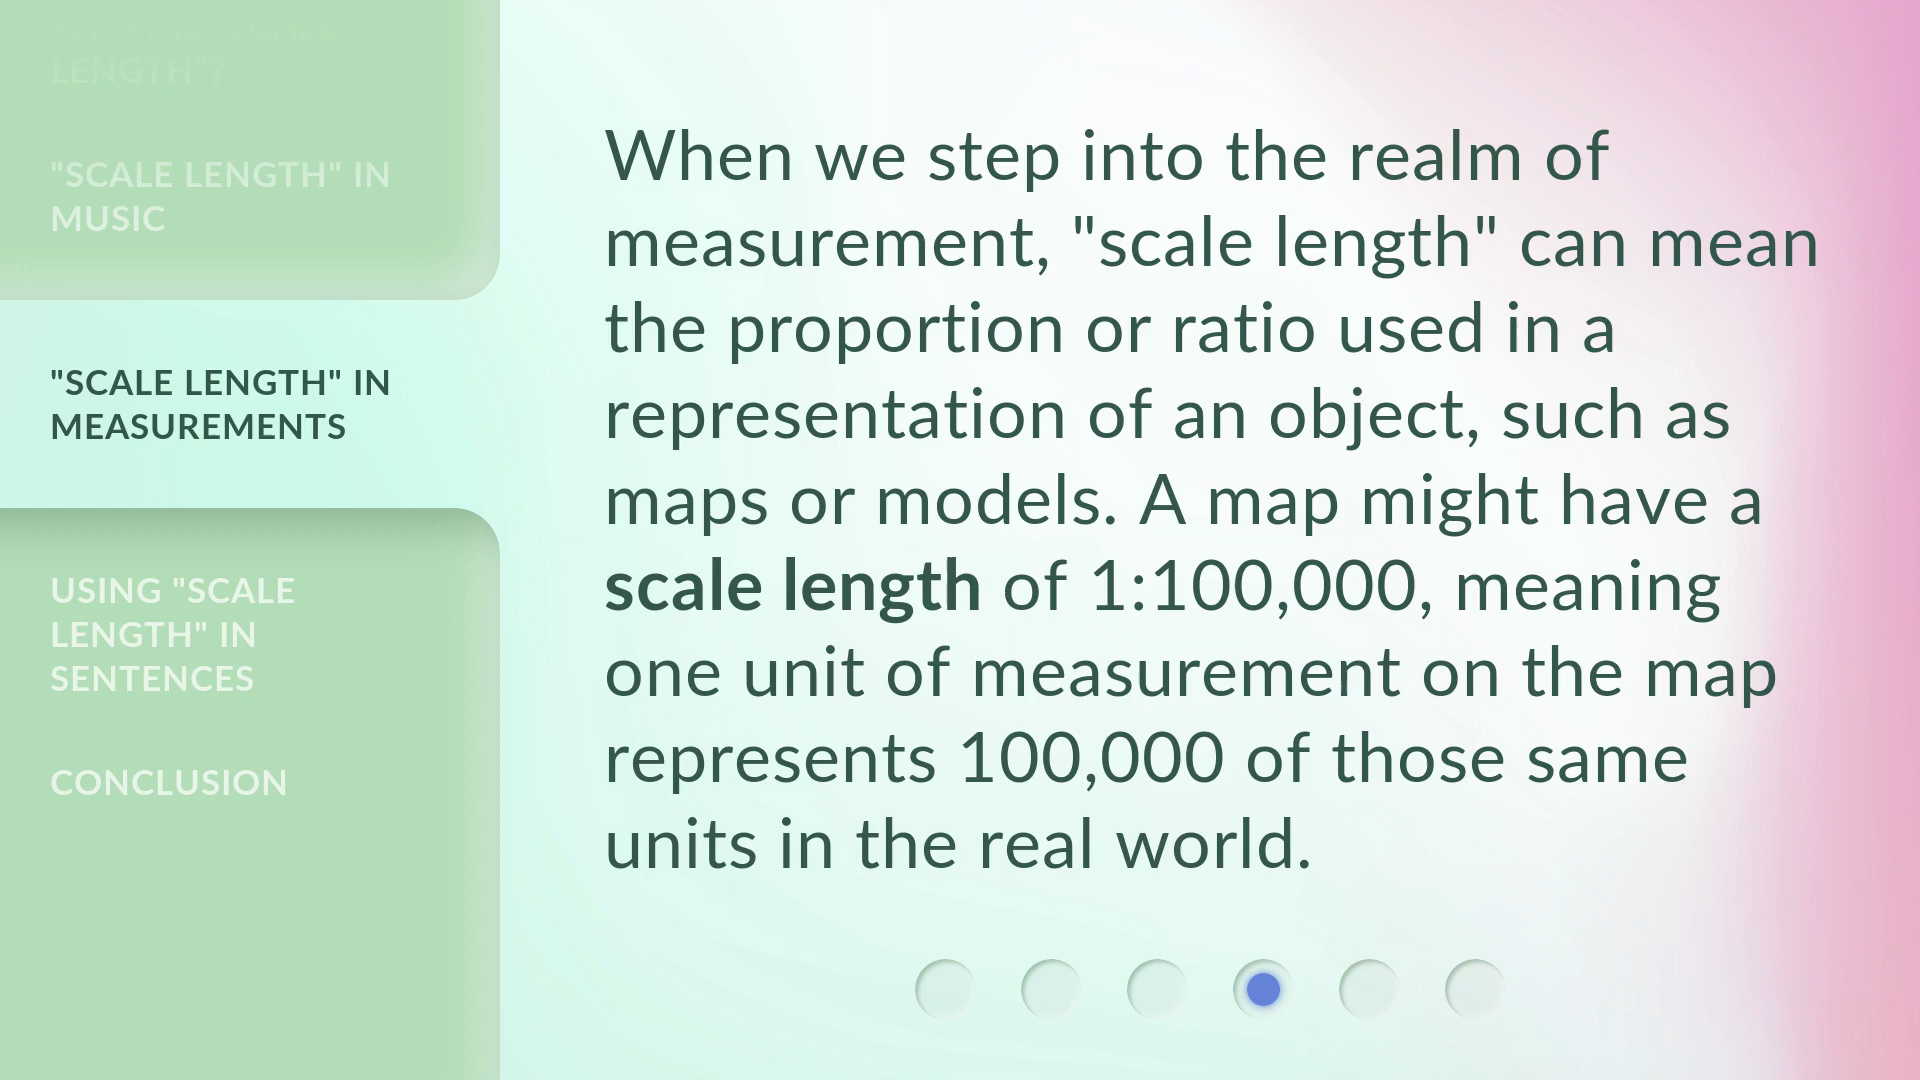 LENGTH"?
"SCALE LENGTH" IN
MUSIC
"SCALE LENGTH" IN
MEASUREMENTS
USING "SCALE
LENGTH" IN
SENTENCES
CONCLUSION
When we step into the realm of
measurement, "scale length" can mean
the proportion or ratio used in a
representation of an object, such as
maps or models. A map might have a
scale length of 1:100,000, meaning
one unit of measurement on the map
represents 100,000 of those same
units in the real world.